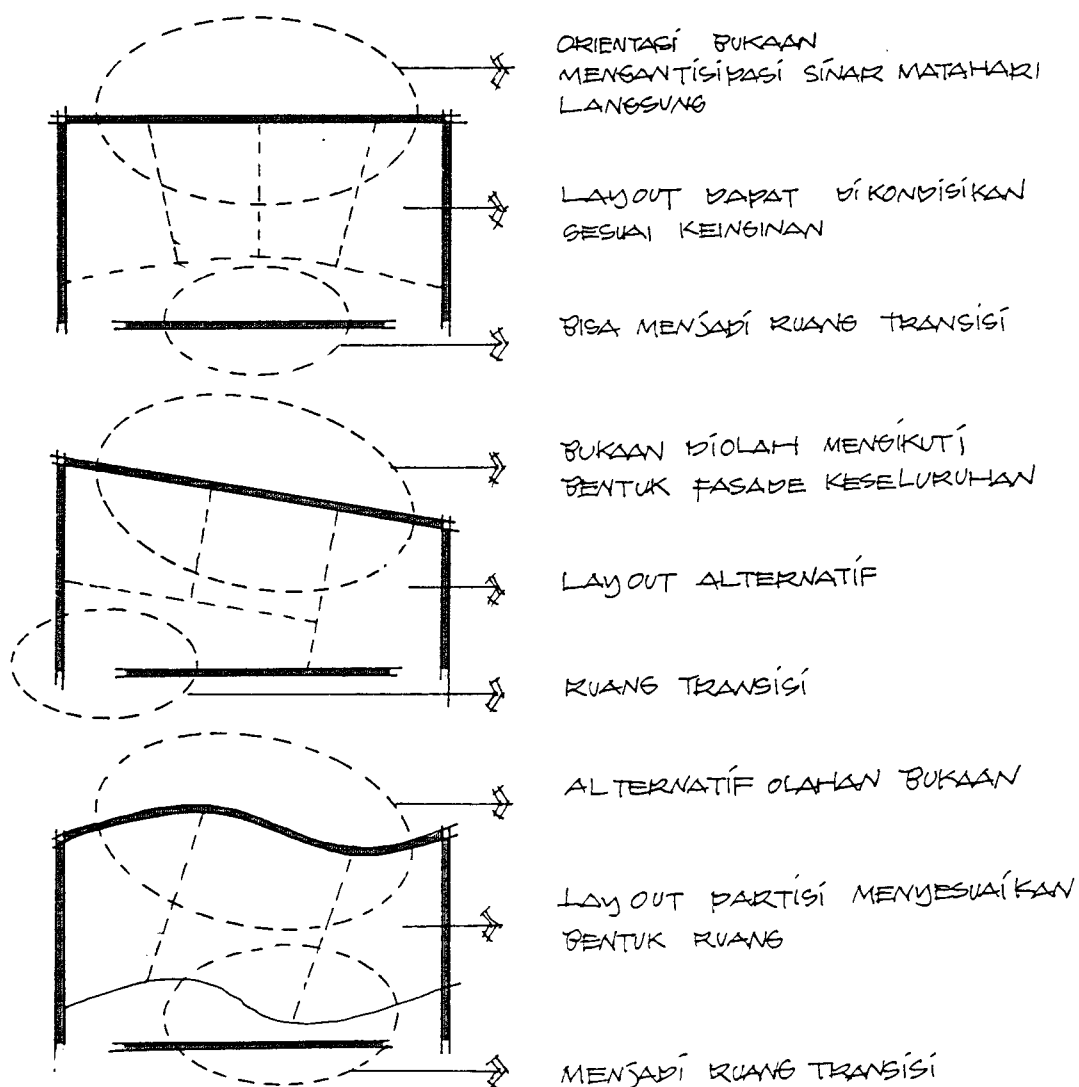 ORIENTASI BUKAAN
MENGANTISIPASI SINAR MATAHARI
LANGSUNG
LAYOUT DAPAT DIKONDISIKAN
SESUAI KEINGINAN
BISA MENJADI RUANG TRANSISI
BUKAAN DIOLAH MENGIKUTI
BENTUK FASADE KESELURUHAN
LAYOUT ALTERNATIF
RUANG TRANSISI
ALTERNATIF OLAHAN BUKAAN
LAYOUT PARTISI MENYESUAIKAN
BENTUK RUANG
MENJADI RUANG TRANSISI